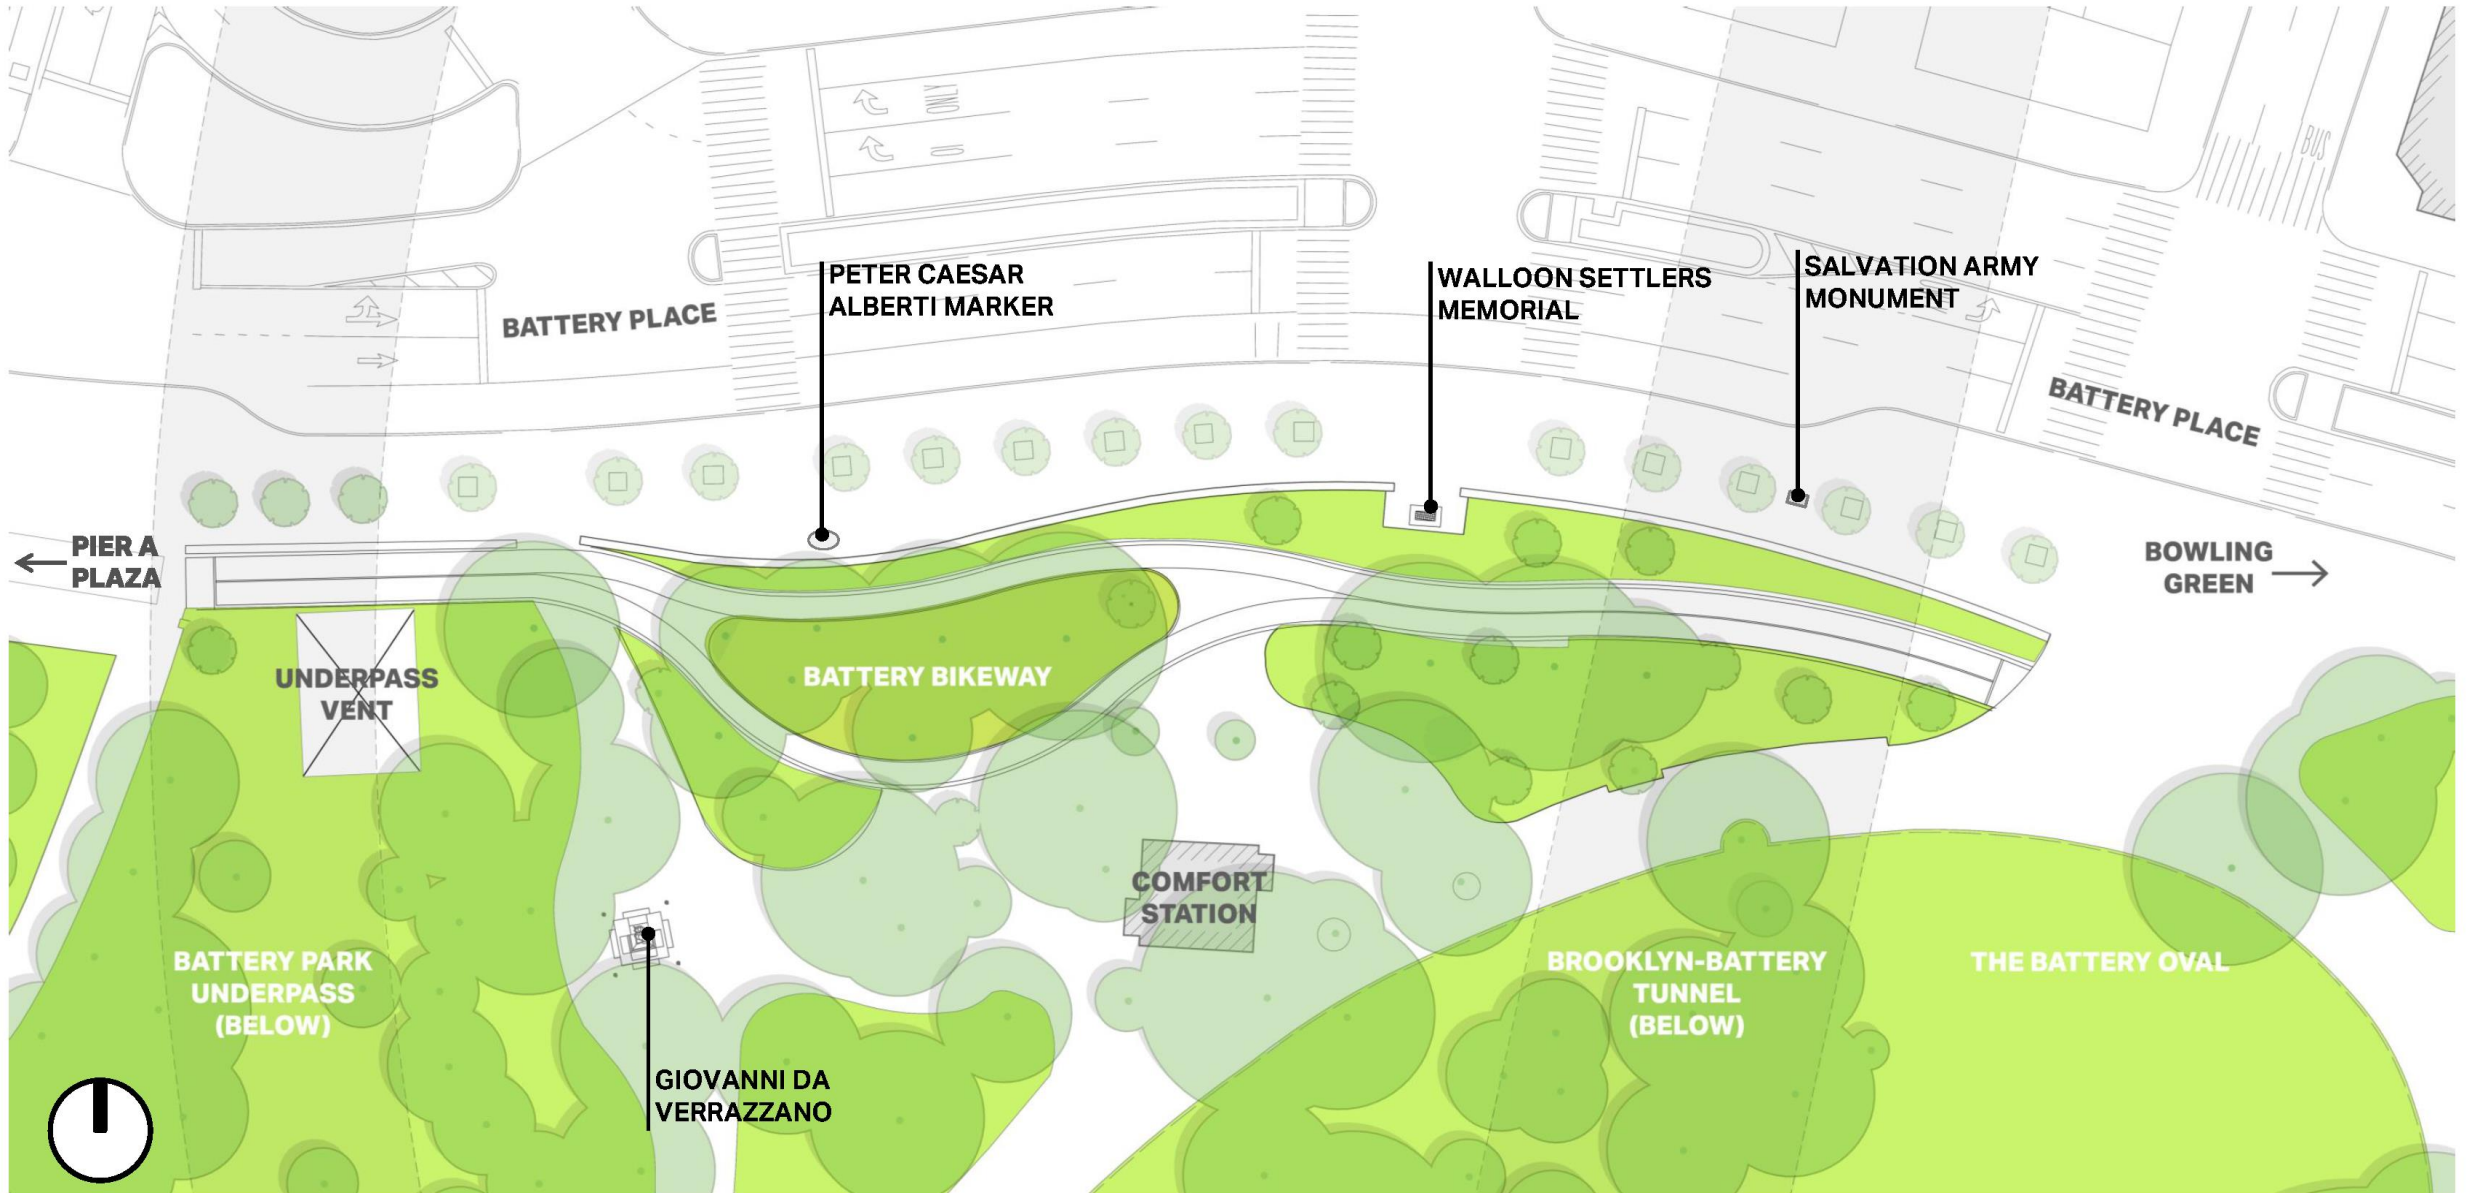 ONLY
BUS
PETER CAESAR
ALBERTI MARKER
WALLOON SETTLERS
MEMORIAL
SALVATION ARMY
MONUMENT
BATTERY PLACE
BATTERY PLACE
PIER A
PLAZA
BOWLING
GREEN
UNDERPASS
VENT
BATTERY BIKEWAY
COMFORT
STATION
BATTERY PARK
UNDERPASS
(BELOW)
BROOKLYN-BATTERY
TUNNEL
(BELOW)
THE BATTERY OVAL
GIOVANNI DA
VERRAZZANO